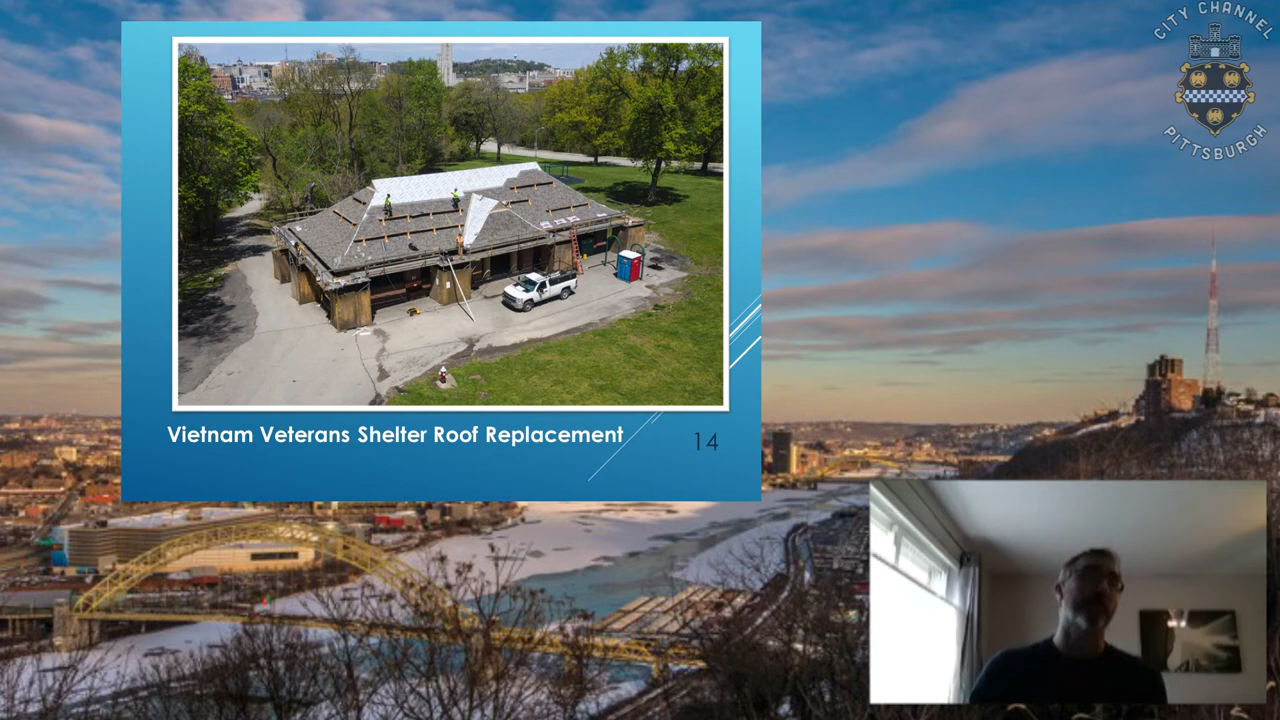 CITY CHANNEL
PITTSBURGH
Vietnam Veterans Shelter Roof Replacement
14